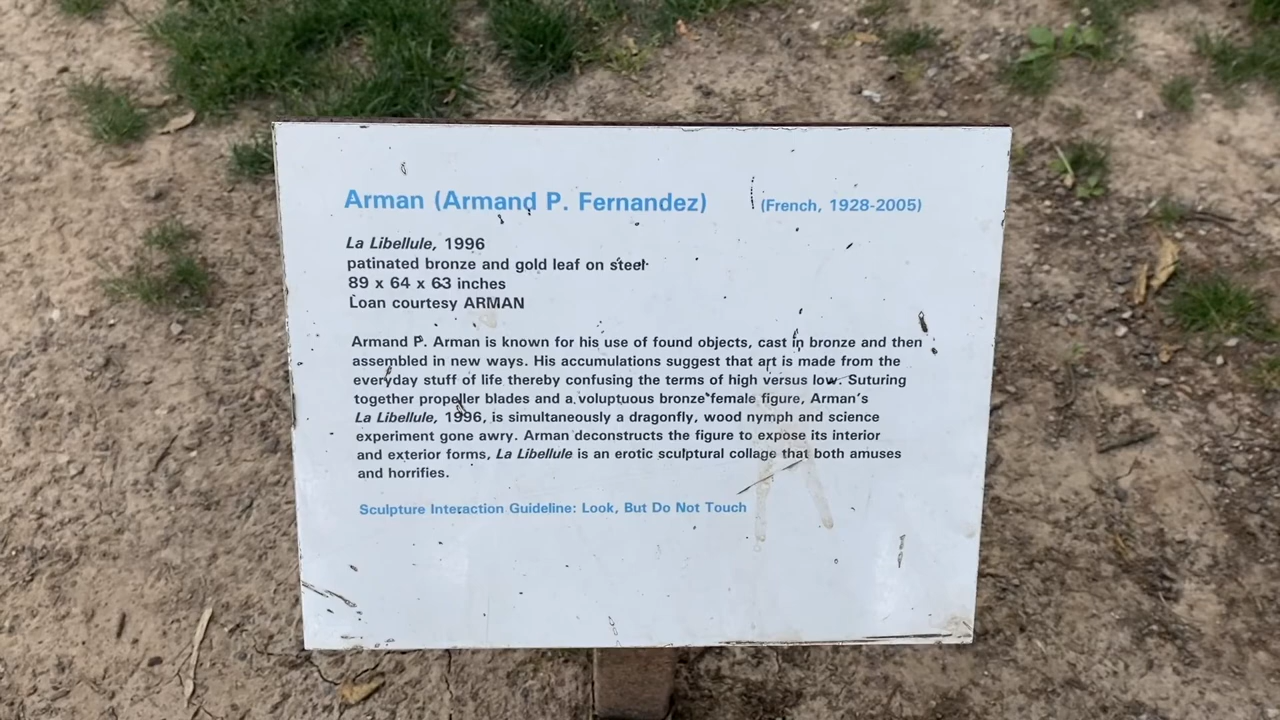 Arman (Armand P. Fernandez) (French, 1928-2005)
La Libellule, 1996
patinated bronze and gold leaf on steel
89 x 64 x 63 inches
Loan courtesy ARMAN
Armand P. Arman is known for his use of found objects, cast in bronze and then
assembled in new ways. His accumulations suggest that art is made from the
everyday stuff of life thereby confusing the terms of high versus low. Suturing
together propeller blades and a voluptuous bronze female figure, Arman's
La Libellule, 1996, is simultaneously a dragonfly, wood nymph and science
experiment gone awry. Arman deconstructs the figure to expose its interior
and exterior forms, La Libellule is an erotic sculptural collage that both amuses
and horrifies.
Sculpture Interaction Guideline: Look, But Do Not Touch